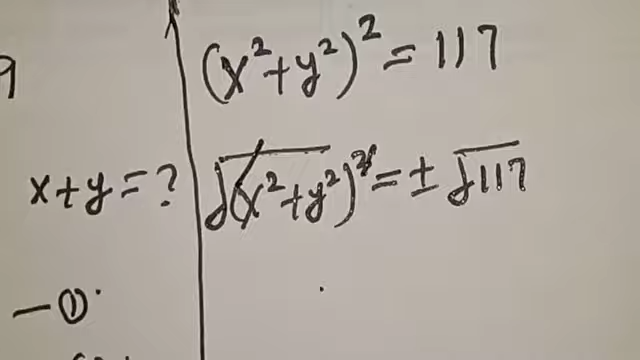 9
x+y=?
—①
(x²+y²)²=117
√(x²+y²)²=±√117